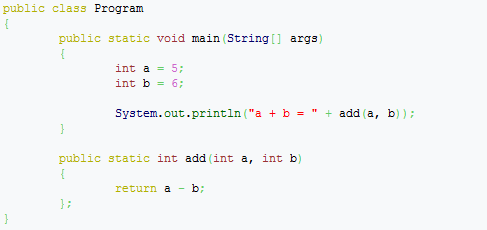 public class Program
{
public static void main(String[] args)
{
int a = 5;
int b = 6;
System.out.println("a + b = " + add(a, b));
}
public static int add(int a, int b)
{
return a - b;
};
}